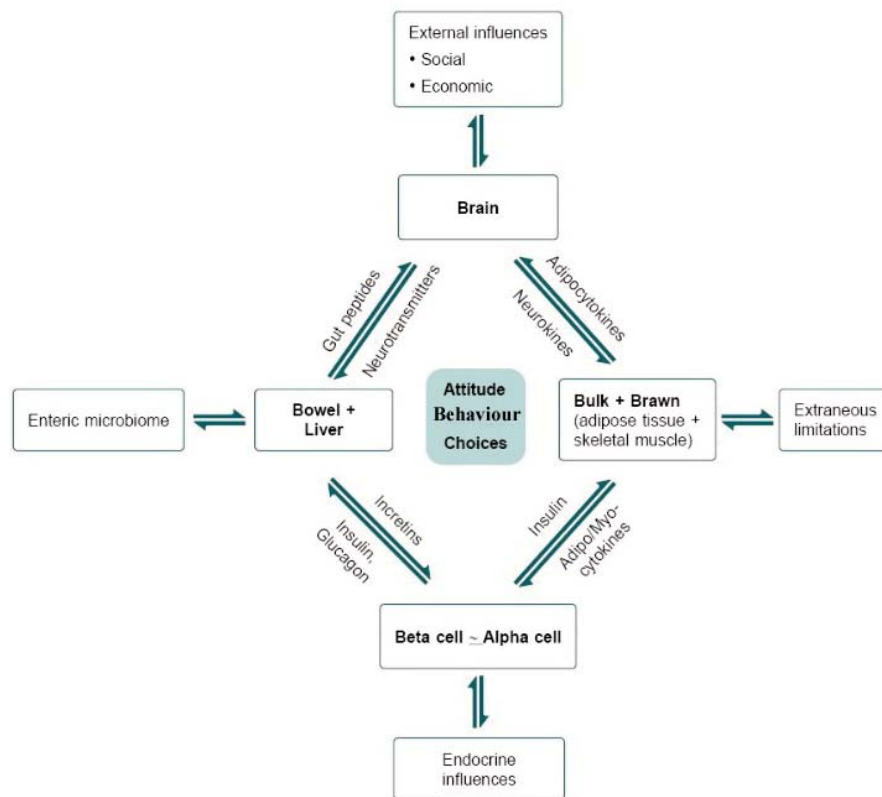 External influences
• Social
• Economic
Brain
Gut peptides
Neurotransmitters
Adipocytokines
Neurokines
Enteric microbiome
Bowel +
Liver
Attitude
Behaviour
Choices
Bulk + Brawn
(adipose tissue +
skeletal muscle)
Extraneous
limitations
Incretins
Insulin,
Glucagon
Insulin
Adipo/Myo-
cytokines
Beta cell ~ Alpha cell
Endocrine
influences